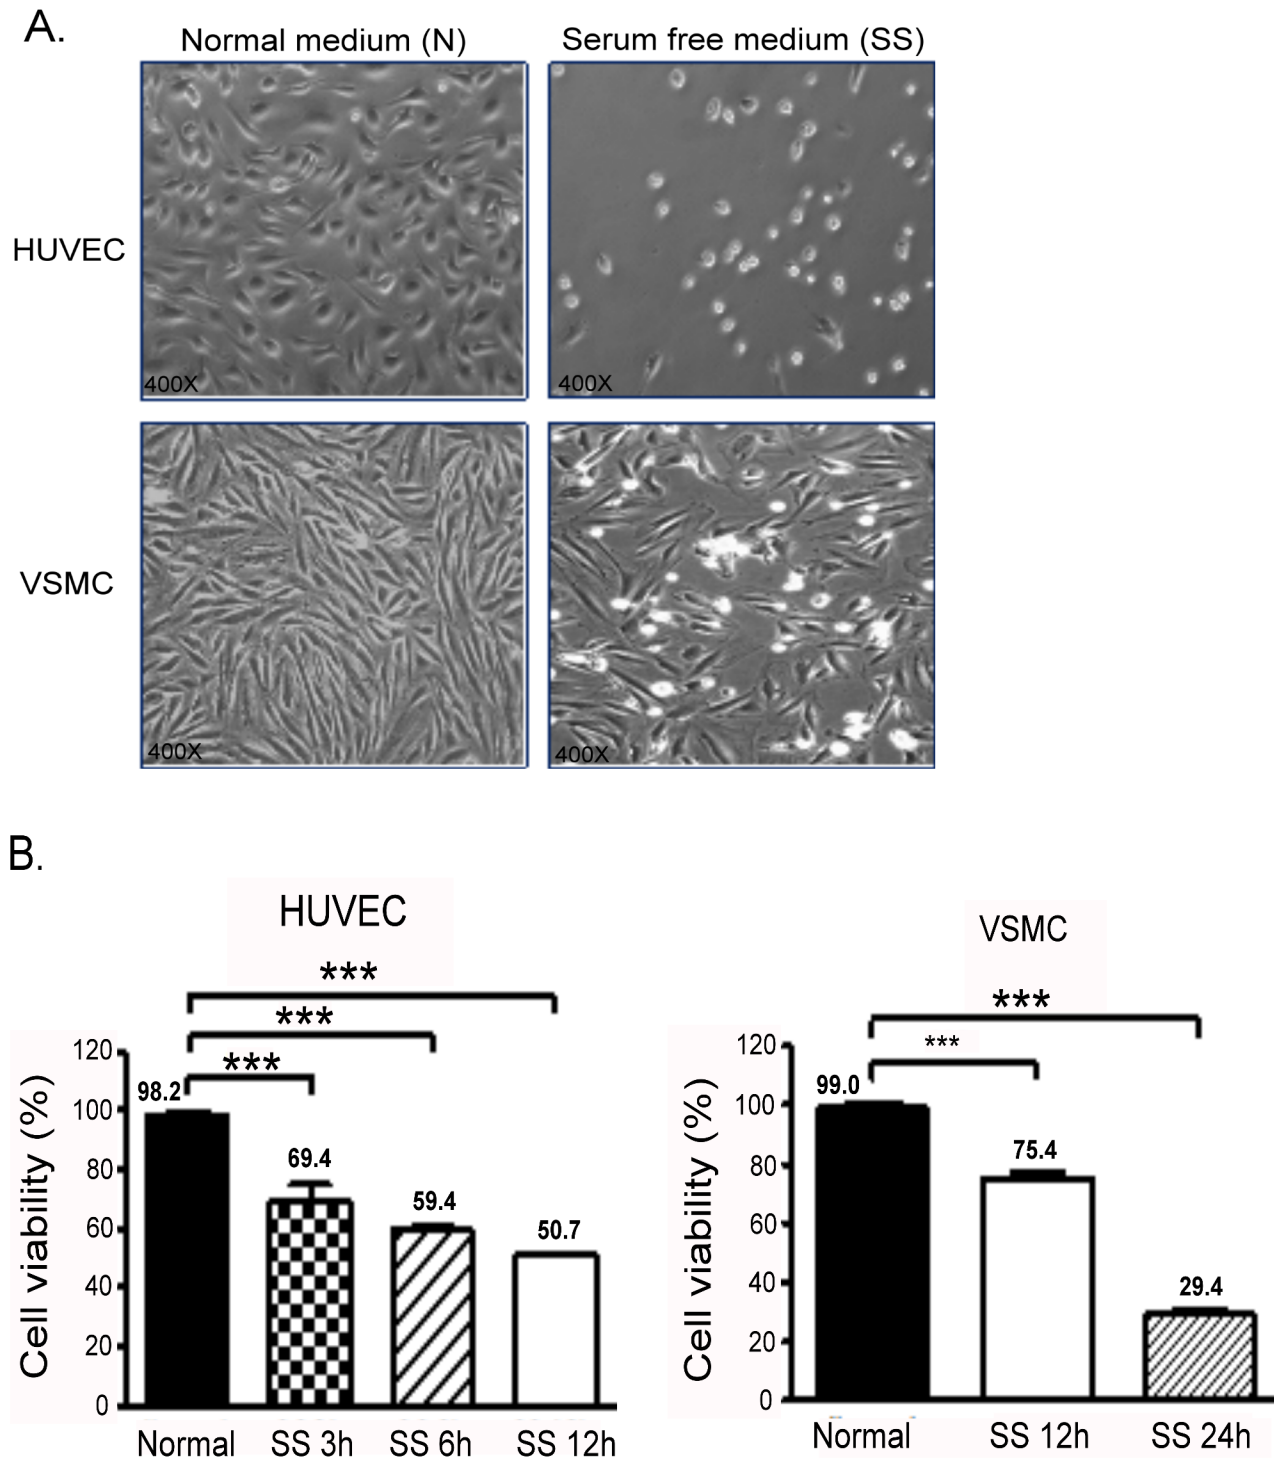 A.
Normal medium (N)
Serum free medium (SS)
HUVEC
400X
400X
VSMC
400X
400X
B.
HUVEC
***
***
***
Cell viability (%)
120
100
80
60
40
20
0
98.2
69.4
59.4
50.7
Normal
SS 3h
SS 6h
SS 12h
VSMC
***
***
Cell viability (%)
120
100
80
60
40
20
0
99.0
75.4
29.4
Normal
SS 12h
SS 24h